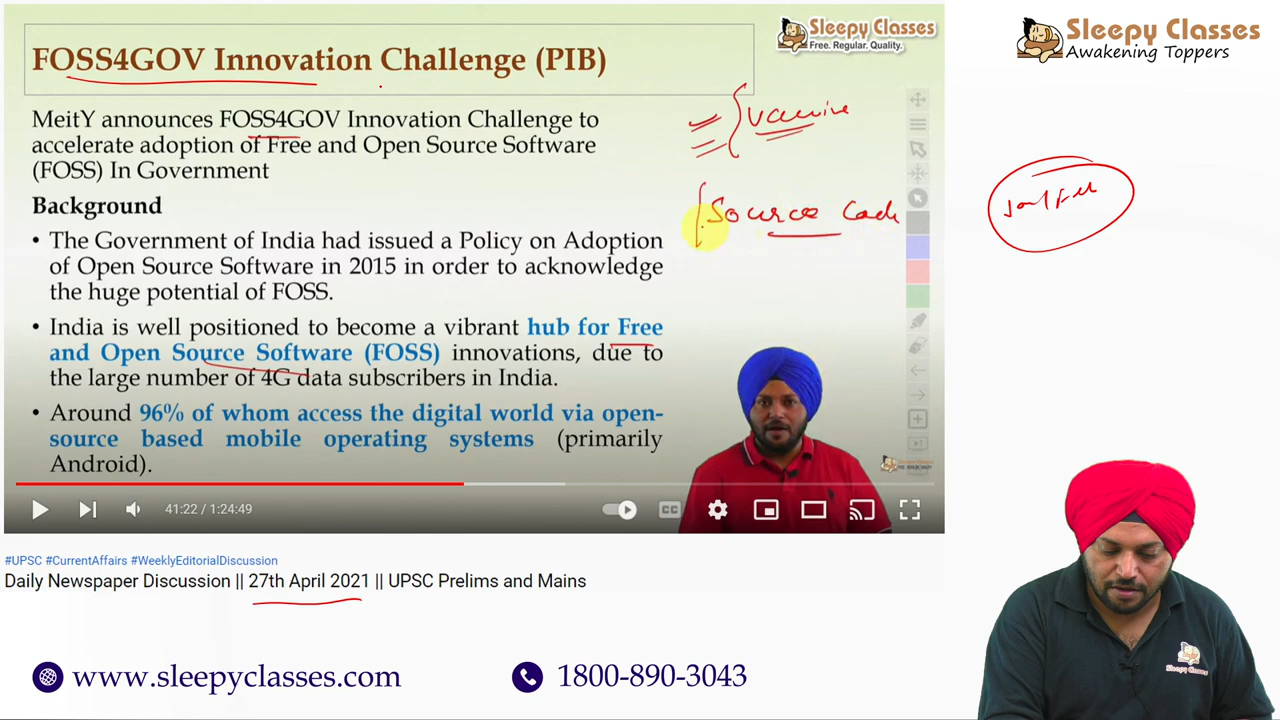 Sleepy Classes
Free. Regular. Quality.
Sleepy Classes
Awakening Toppers
FOSS4GOV Innovation Challenge (PIB)
MeitY announces FOSS4GOV Innovation Challenge to
accelerate adoption of Free and Open Source Software
(FOSS) In Government
Vaccine
Source Code
Background
• The Government of India had issued a Policy on Adoption
of Open Source Software in 2015 in order to acknowledge
the huge potential of FOSS.
• India is well positioned to become a vibrant hub for Free
and Open Source Software (FOSS) innovations, due to
the large number of 4G data subscribers in India.
• Around 96% of whom access the digital world via open-
source based mobile operating systems (primarily
Android).
41:22 / 1:24:49
CC
#UPSC #CurrentAffairs #WeeklyEditorialDiscussion
Daily Newspaper Discussion || 27th April 2021 || UPSC Prelims and Mains
www.sleepyclasses.com
1800-890-3043
Sleepy Classes